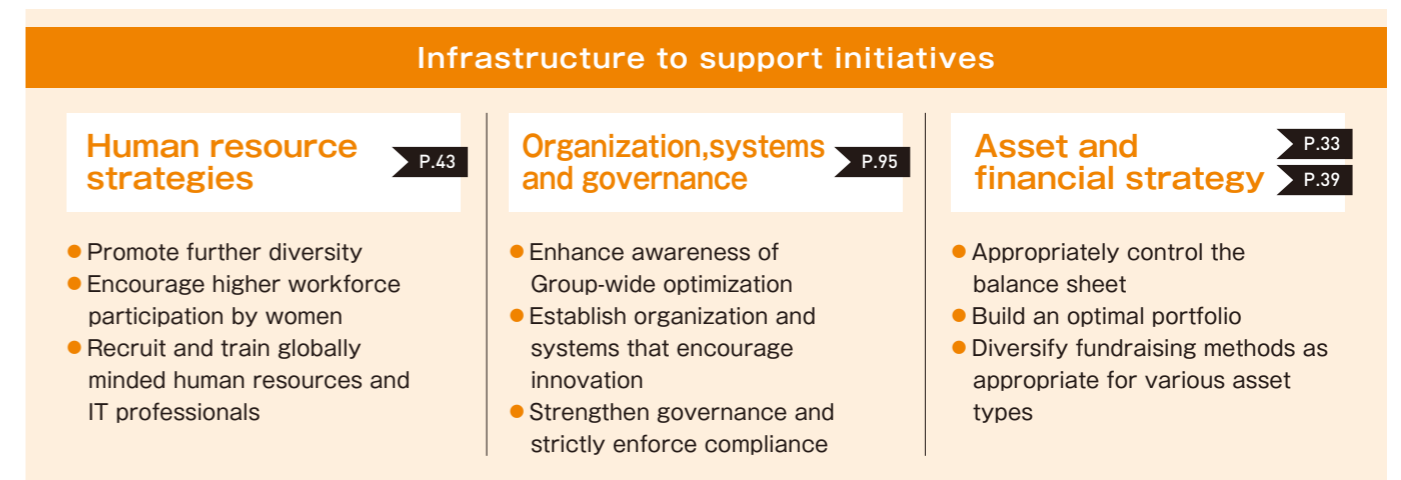 Infrastructure to support initiatives
Human resource
strategies
P.43
● Promote further diversity
● Encourage higher workforce
participation by women
● Recruit and train globally
minded human resources and
IT professionals
Organization,systems
and governance
P.95
● Enhance awareness of
Group-wide optimization
● Establish organization and
systems that encourage
innovation
● Strengthen governance and
strictly enforce compliance
Asset and
financial strategy
P.33
P.39
● Appropriately control the
balance sheet
● Build an optimal portfolio
● Diversify fundraising methods as
appropriate for various asset
types